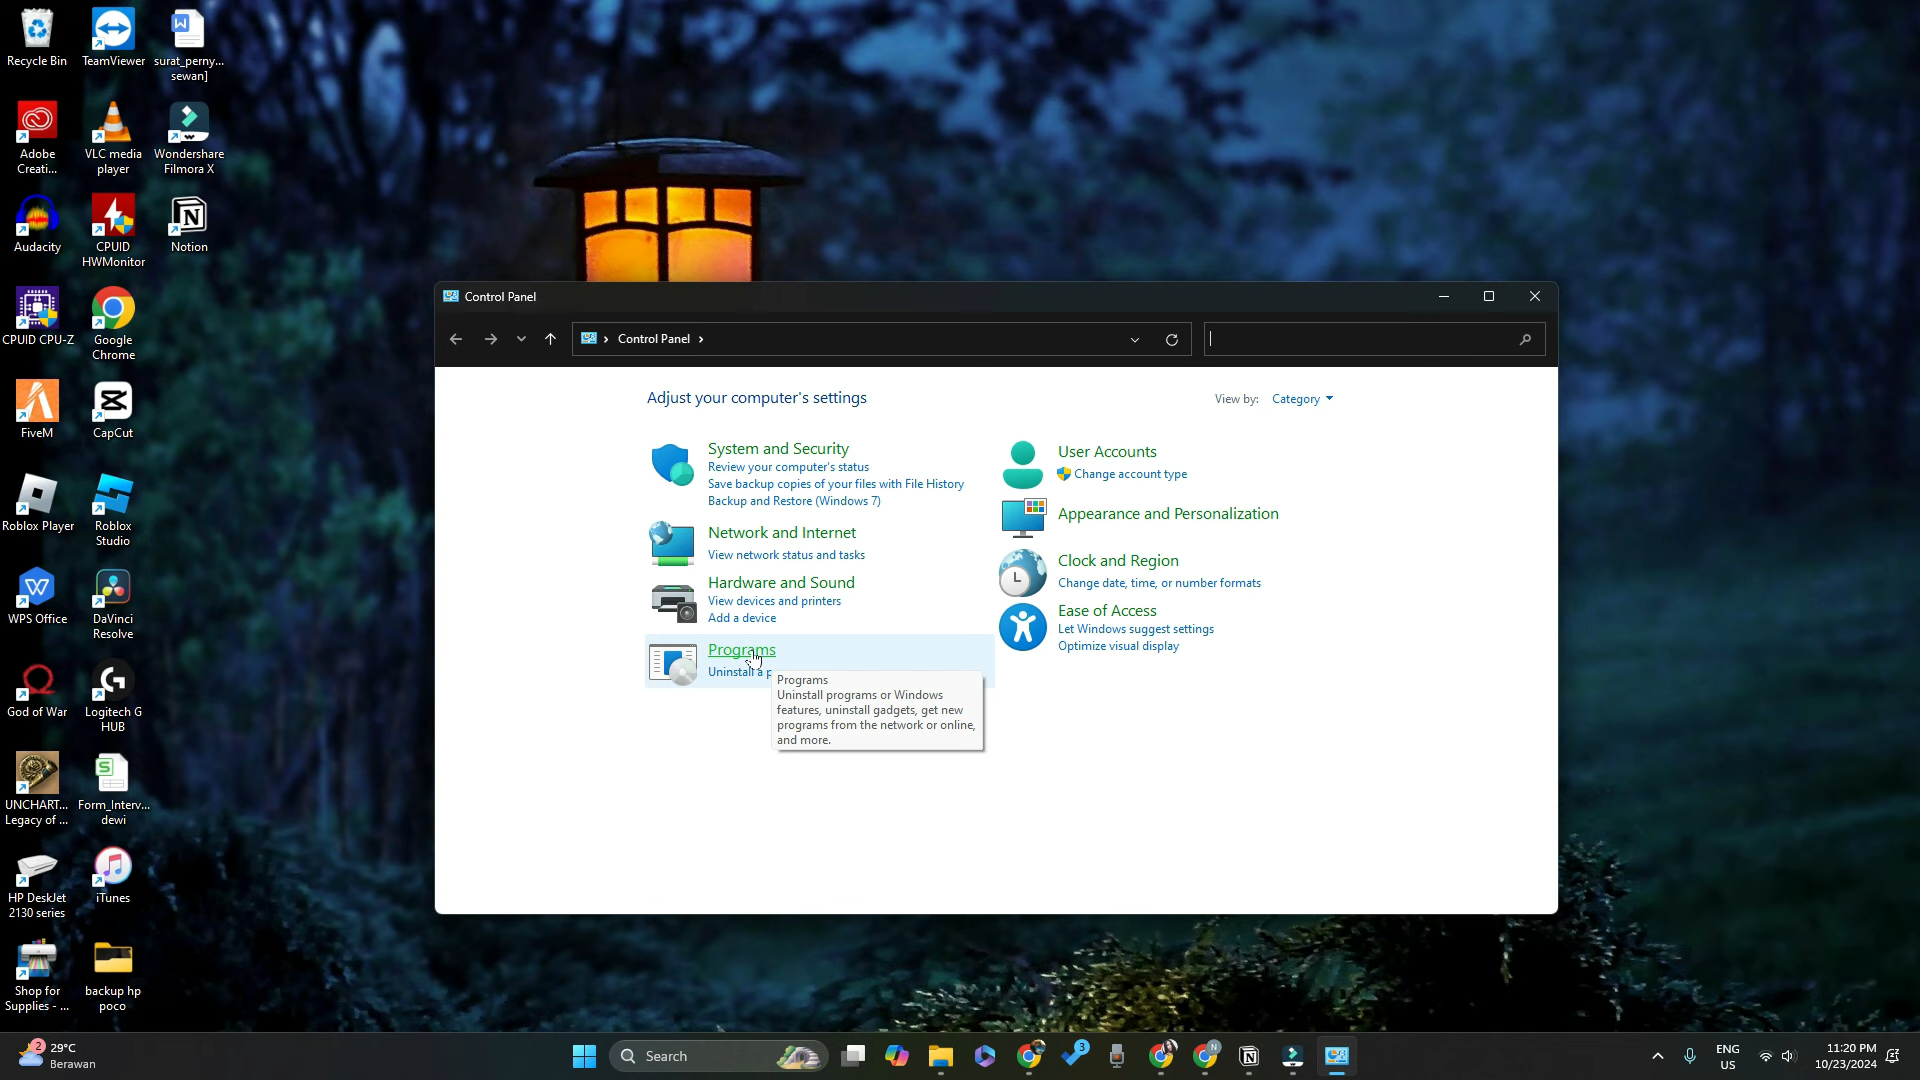 Recycle Bin
TeamViewer
surat_perny...
sewan]
Adobe
Creati...
VLC media
player
Wondershare
Filmora X
Audacity
CPUID
HWMonitor
Notion
CPUID CPU-Z
Google
Chrome
FiveM
CapCut
Roblox Player
Roblox
Studio
WPS Office
DaVinci
Resolve
God of War
Logitech G
HUB
UNCHART...
Legacy of ...
Form_Interv...
dewi
HP DeskJet
2130 series
iTunes
Shop for
Supplies - ...
backup hp
poco
Control Panel
Control Panel
Adjust your computer's settings
View by: Category
System and Security
Review your computer's status
Save backup copies of your files with File History
Backup and Restore (Windows 7)
Network and Internet
View network status and tasks
Hardware and Sound
View devices and printers
Add a device
Programs
Uninstall a p
Programs
Uninstall programs or Windows
features, uninstall gadgets, get new
programs from the network or online,
and more.
User Accounts
Change account type
Appearance and Personalization
Clock and Region
Change date, time, or number formats
Ease of Access
Let Windows suggest settings
Optimize visual display
2
29°C
Berawan
Search
3
N
ENG
US
11:20 PM
10/23/2024